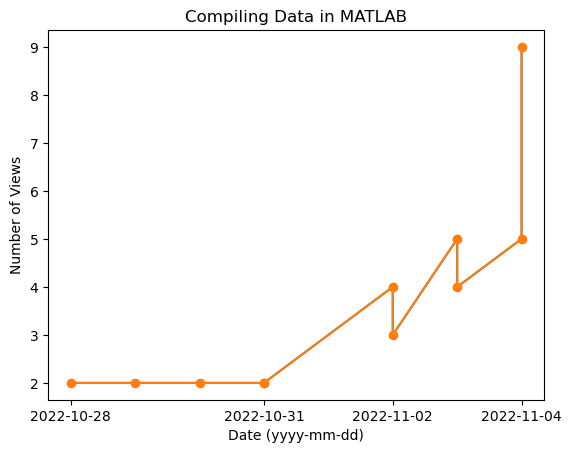 Compiling Data in MATLAB
9
8
7
6
5
4
3
2
Number of Views
2022-10-28 2022-10-31 2022-11-02 2022-11-04
Date (yyyy-mm-dd)